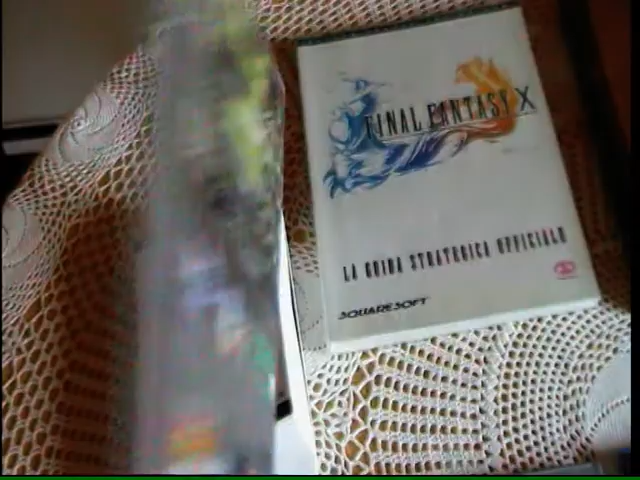 FINAL FANTASY X
LA GUIDA STRATEGICA UFFICIALE
SQUARESOFT